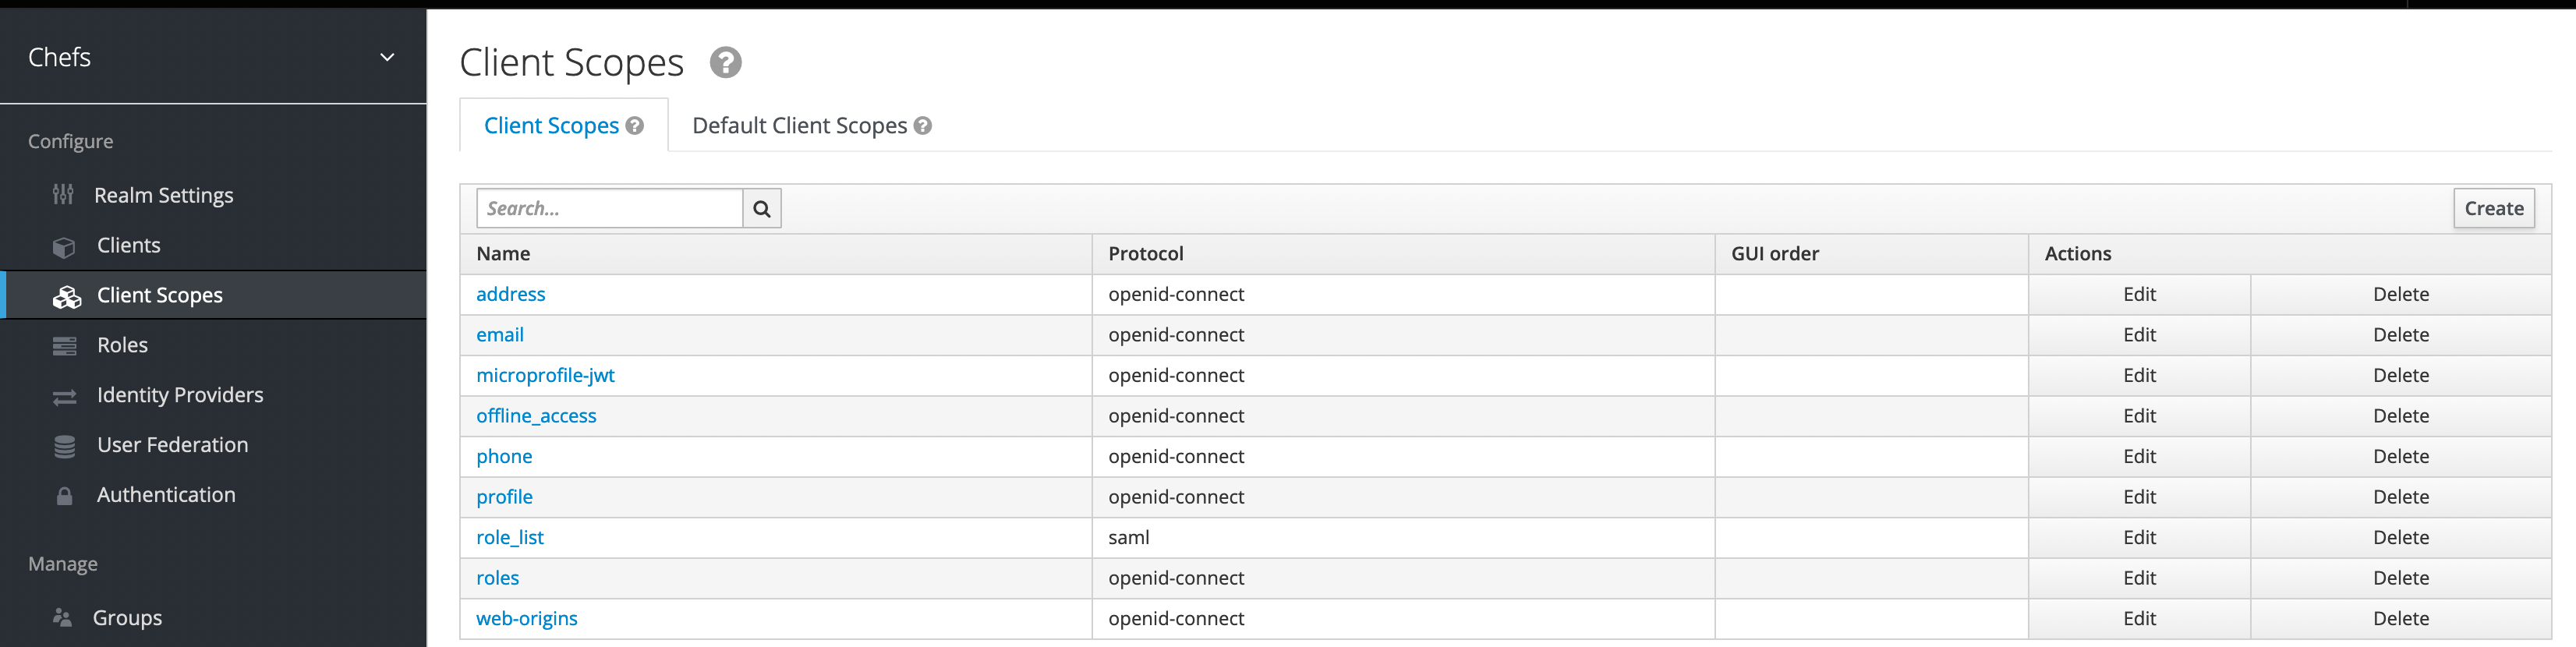 Chefs
Configure
Realm Settings
Clients
Client Scopes
Roles
Identity Providers
User Federation
Authentication
Manage
Groups
Client Scopes ?
Client Scopes ? Default Client Scopes ?
Search... Create
Name Protocol GUI order Actions
address openid-connect Edit Delete
email openid-connect Edit Delete
microprofile-jwt openid-connect Edit Delete
offline_access openid-connect Edit Delete
phone openid-connect Edit Delete
profile openid-connect Edit Delete
role_list saml Edit Delete
roles openid-connect Edit Delete
web-origins openid-connect Edit Delete